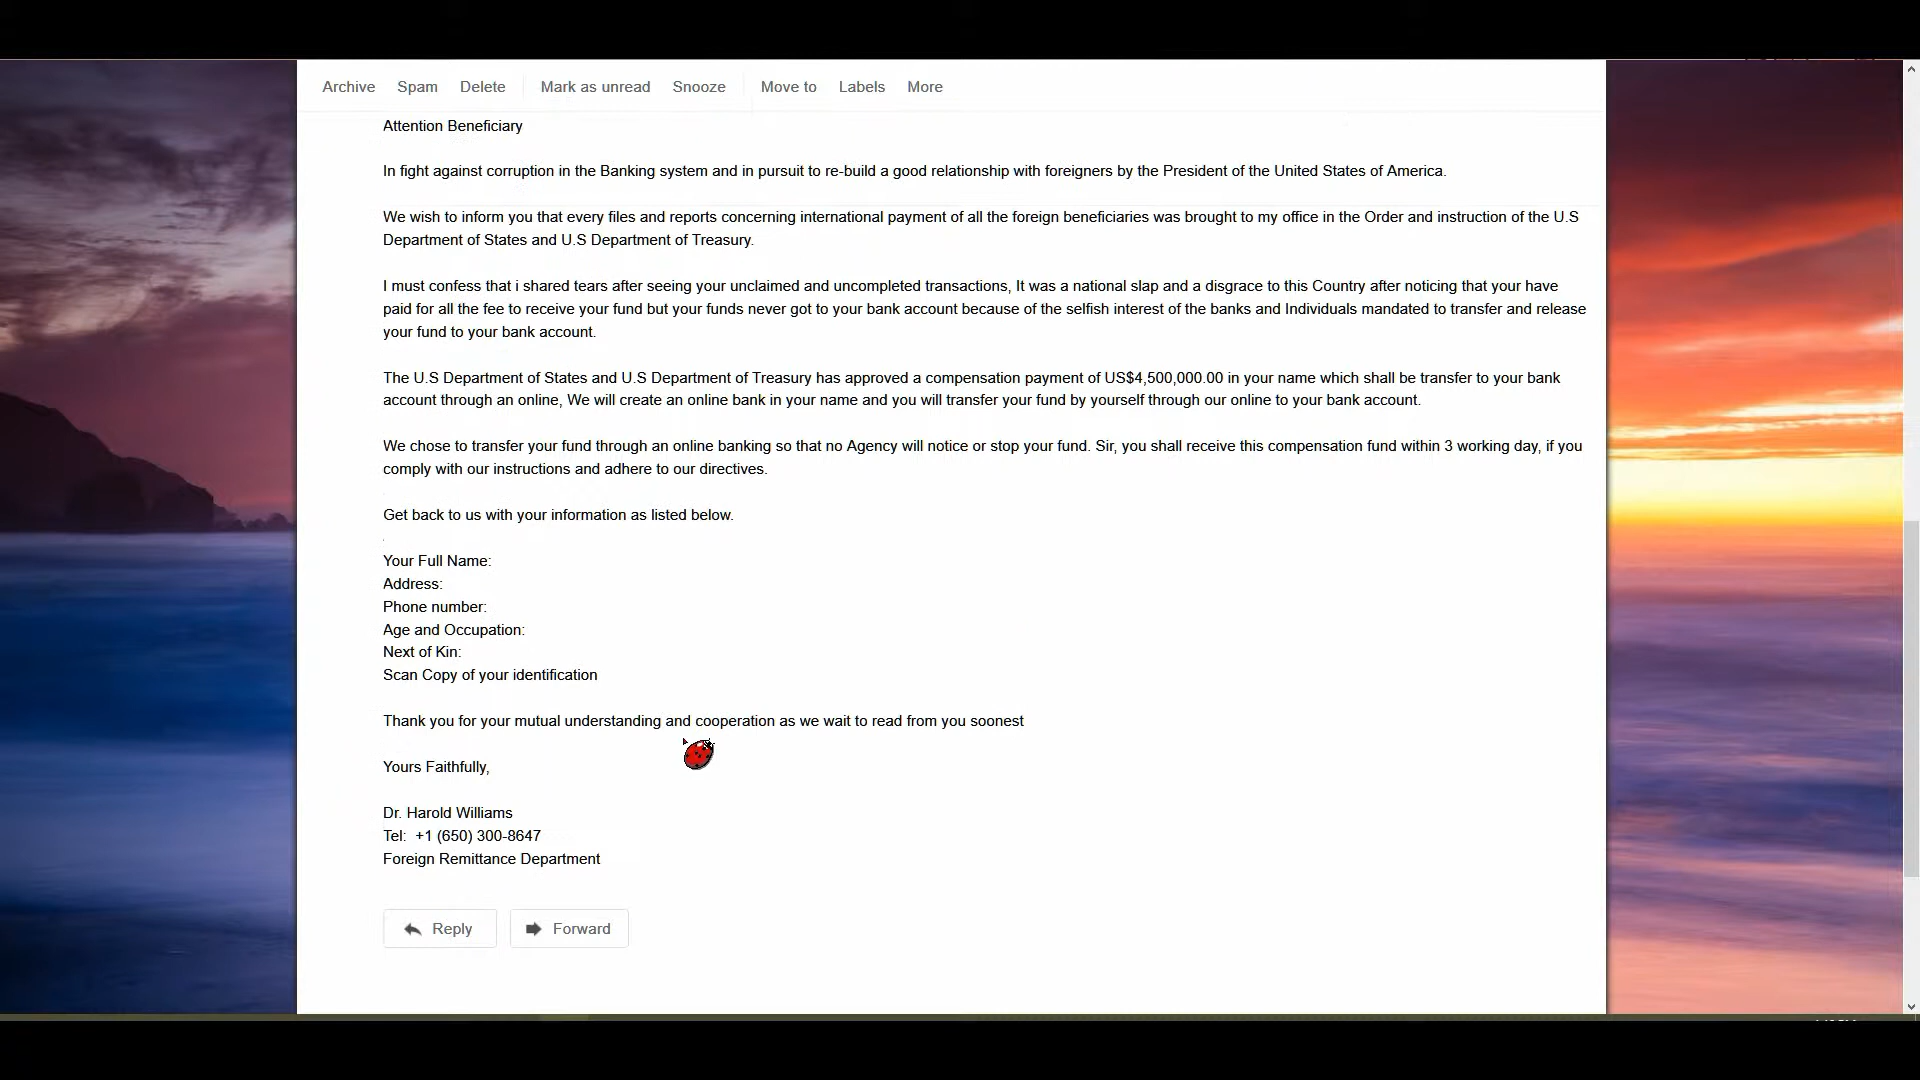 Archive Spam Delete Mark as unread Snooze Move to Labels More
Attention Beneficiary
In fight against corruption in the Banking system and in pursuit to re-build a good relationship with foreigners by the President of the United States of America.
We wish to inform you that every files and reports concerning international payment of all the foreign beneficiaries was brought to my office in the Order and instruction of the U.S
Department of States and U.S Department of Treasury.
I must confess that i shared tears after seeing your unclaimed and uncompleted transactions, It was a national slap and a disgrace to this Country after noticing that your have
paid for all the fee to receive your fund but your funds never got to your bank account because of the selfish interest of the banks and Individuals mandated to transfer and release
your fund to your bank account.
The U.S Department of States and U.S Department of Treasury has approved a compensation payment of US$4,500,000.00 in your name which shall be transfer to your bank
account through an online, We will create an online bank in your name and you will transfer your fund by yourself through our online to your bank account.
We chose to transfer your fund through an online banking so that no Agency will notice or stop your fund. Sir, you shall receive this compensation fund within 3 working day, if you
comply with our instructions and adhere to our directives.
Get back to us with your information as listed below.
Your Full Name:
Address:
Phone number:
Age and Occupation:
Next of Kin:
Scan Copy of your identification
Thank you for your mutual understanding and cooperation as we wait to read from you soonest
Yours Faithfully,
Dr. Harold Williams
Tel: +1 (650) 300-8647
Foreign Remittance Department
Reply Forward